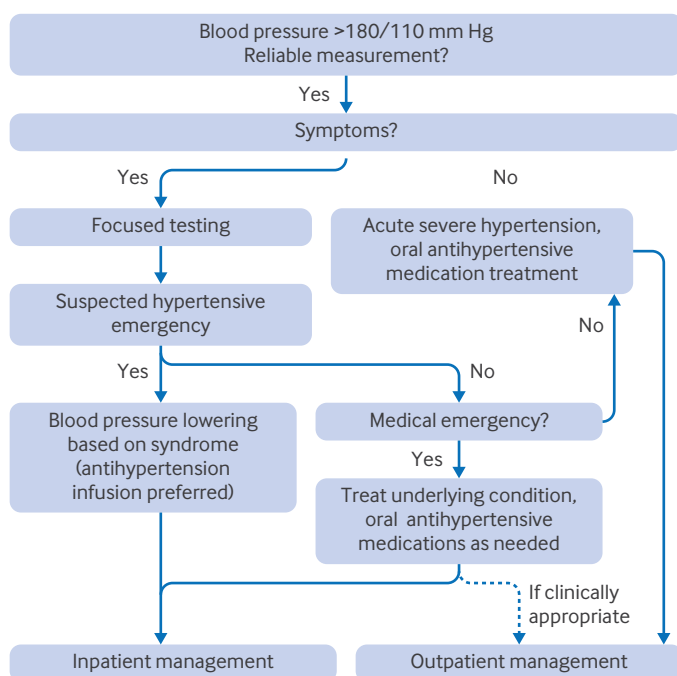 Blood pressure >180/110 mm Hg
Reliable measurement?
Yes
Symptoms?
Yes
No
Focused testing
Acute severe hypertension,
oral antihypertensive
medication treatment
Suspected hypertensive
emergency
No
Yes
No
Blood pressure lowering
based on syndrome
(antihypertension
infusion preferred)
Medical emergency?
Yes
Treat underlying condition,
oral antihypertensive
medications as needed
If clinically
appropriate
Inpatient management
Outpatient management